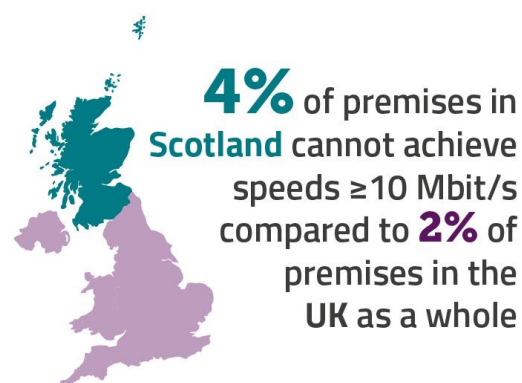 4% of premises in
Scotland cannot achieve
speeds ≥10 Mbit/s
compared to 2% of
premises in the
UK as a whole